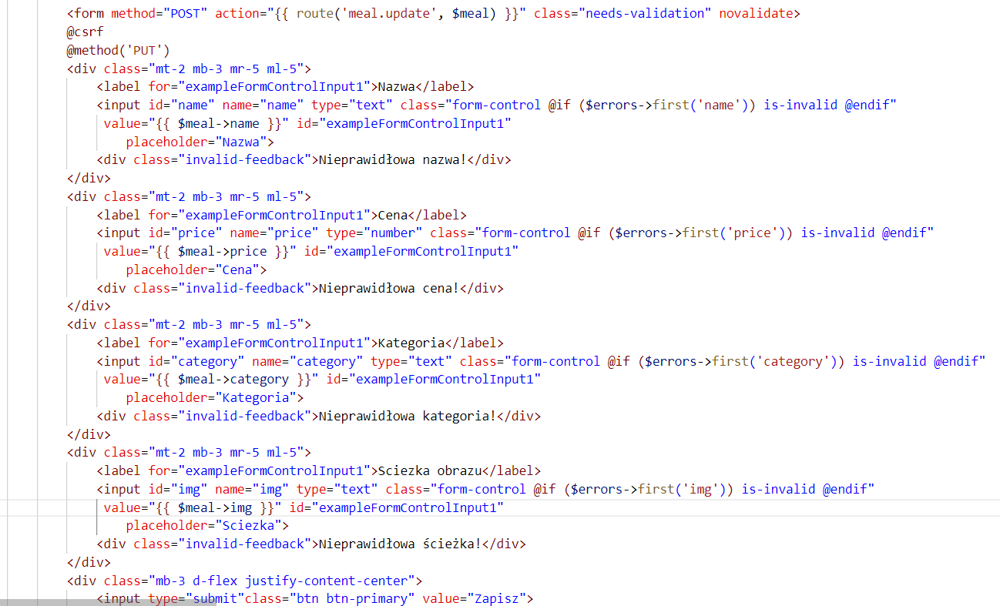 <form method="POST" action="{{ route('meal.update', $meal) }}" class="needs-validation" novalidate>
@csrf
@method('PUT')
<div class="mt-2 mb-3 mr-5 ml-5">
<label for="exampleFormControlInput1">Nazwa</label>
<input id="name" name="name" type="text" class="form-control @if ($errors->first('name')) is-invalid @endif"
value="{{ $meal->name }}" id="exampleFormControlInput1"
placeholder="Nazwa">
<div class="invalid-feedback">Nieprawidłowa nazwa!</div>
</div>
<div class="mt-2 mb-3 mr-5 ml-5">
<label for="exampleFormControlInput1">Cena</label>
<input id="price" name="price" type="number" class="form-control @if ($errors->first('price')) is-invalid @endif"
value="{{ $meal->price }}" id="exampleFormControlInput1"
placeholder="Cena">
<div class="invalid-feedback">Nieprawidłowa cena!</div>
</div>
<div class="mt-2 mb-3 mr-5 ml-5">
<label for="exampleFormControlInput1">Kategoria</label>
<input id="category" name="category" type="text" class="form-control @if ($errors->first('category')) is-invalid @endif"
value="{{ $meal->category }}" id="exampleFormControlInput1"
placeholder="Kategoria">
<div class="invalid-feedback">Nieprawidłowa kategoria!</div>
</div>
<div class="mt-2 mb-3 mr-5 ml-5">
<label for="exampleFormControlInput1">Sciezka obrazu</label>
<input id="img" name="img" type="text" class="form-control @if ($errors->first('img')) is-invalid @endif"
value="{{ $meal->img }}" id="exampleFormControlInput1"
placeholder="Sciezka">
<div class="invalid-feedback">Nieprawidłowa ścieżka!</div>
</div>
<div class="mb-3 d-flex justify-content-center">
<input type="submit"class="btn btn-primary" value="Zapisz">